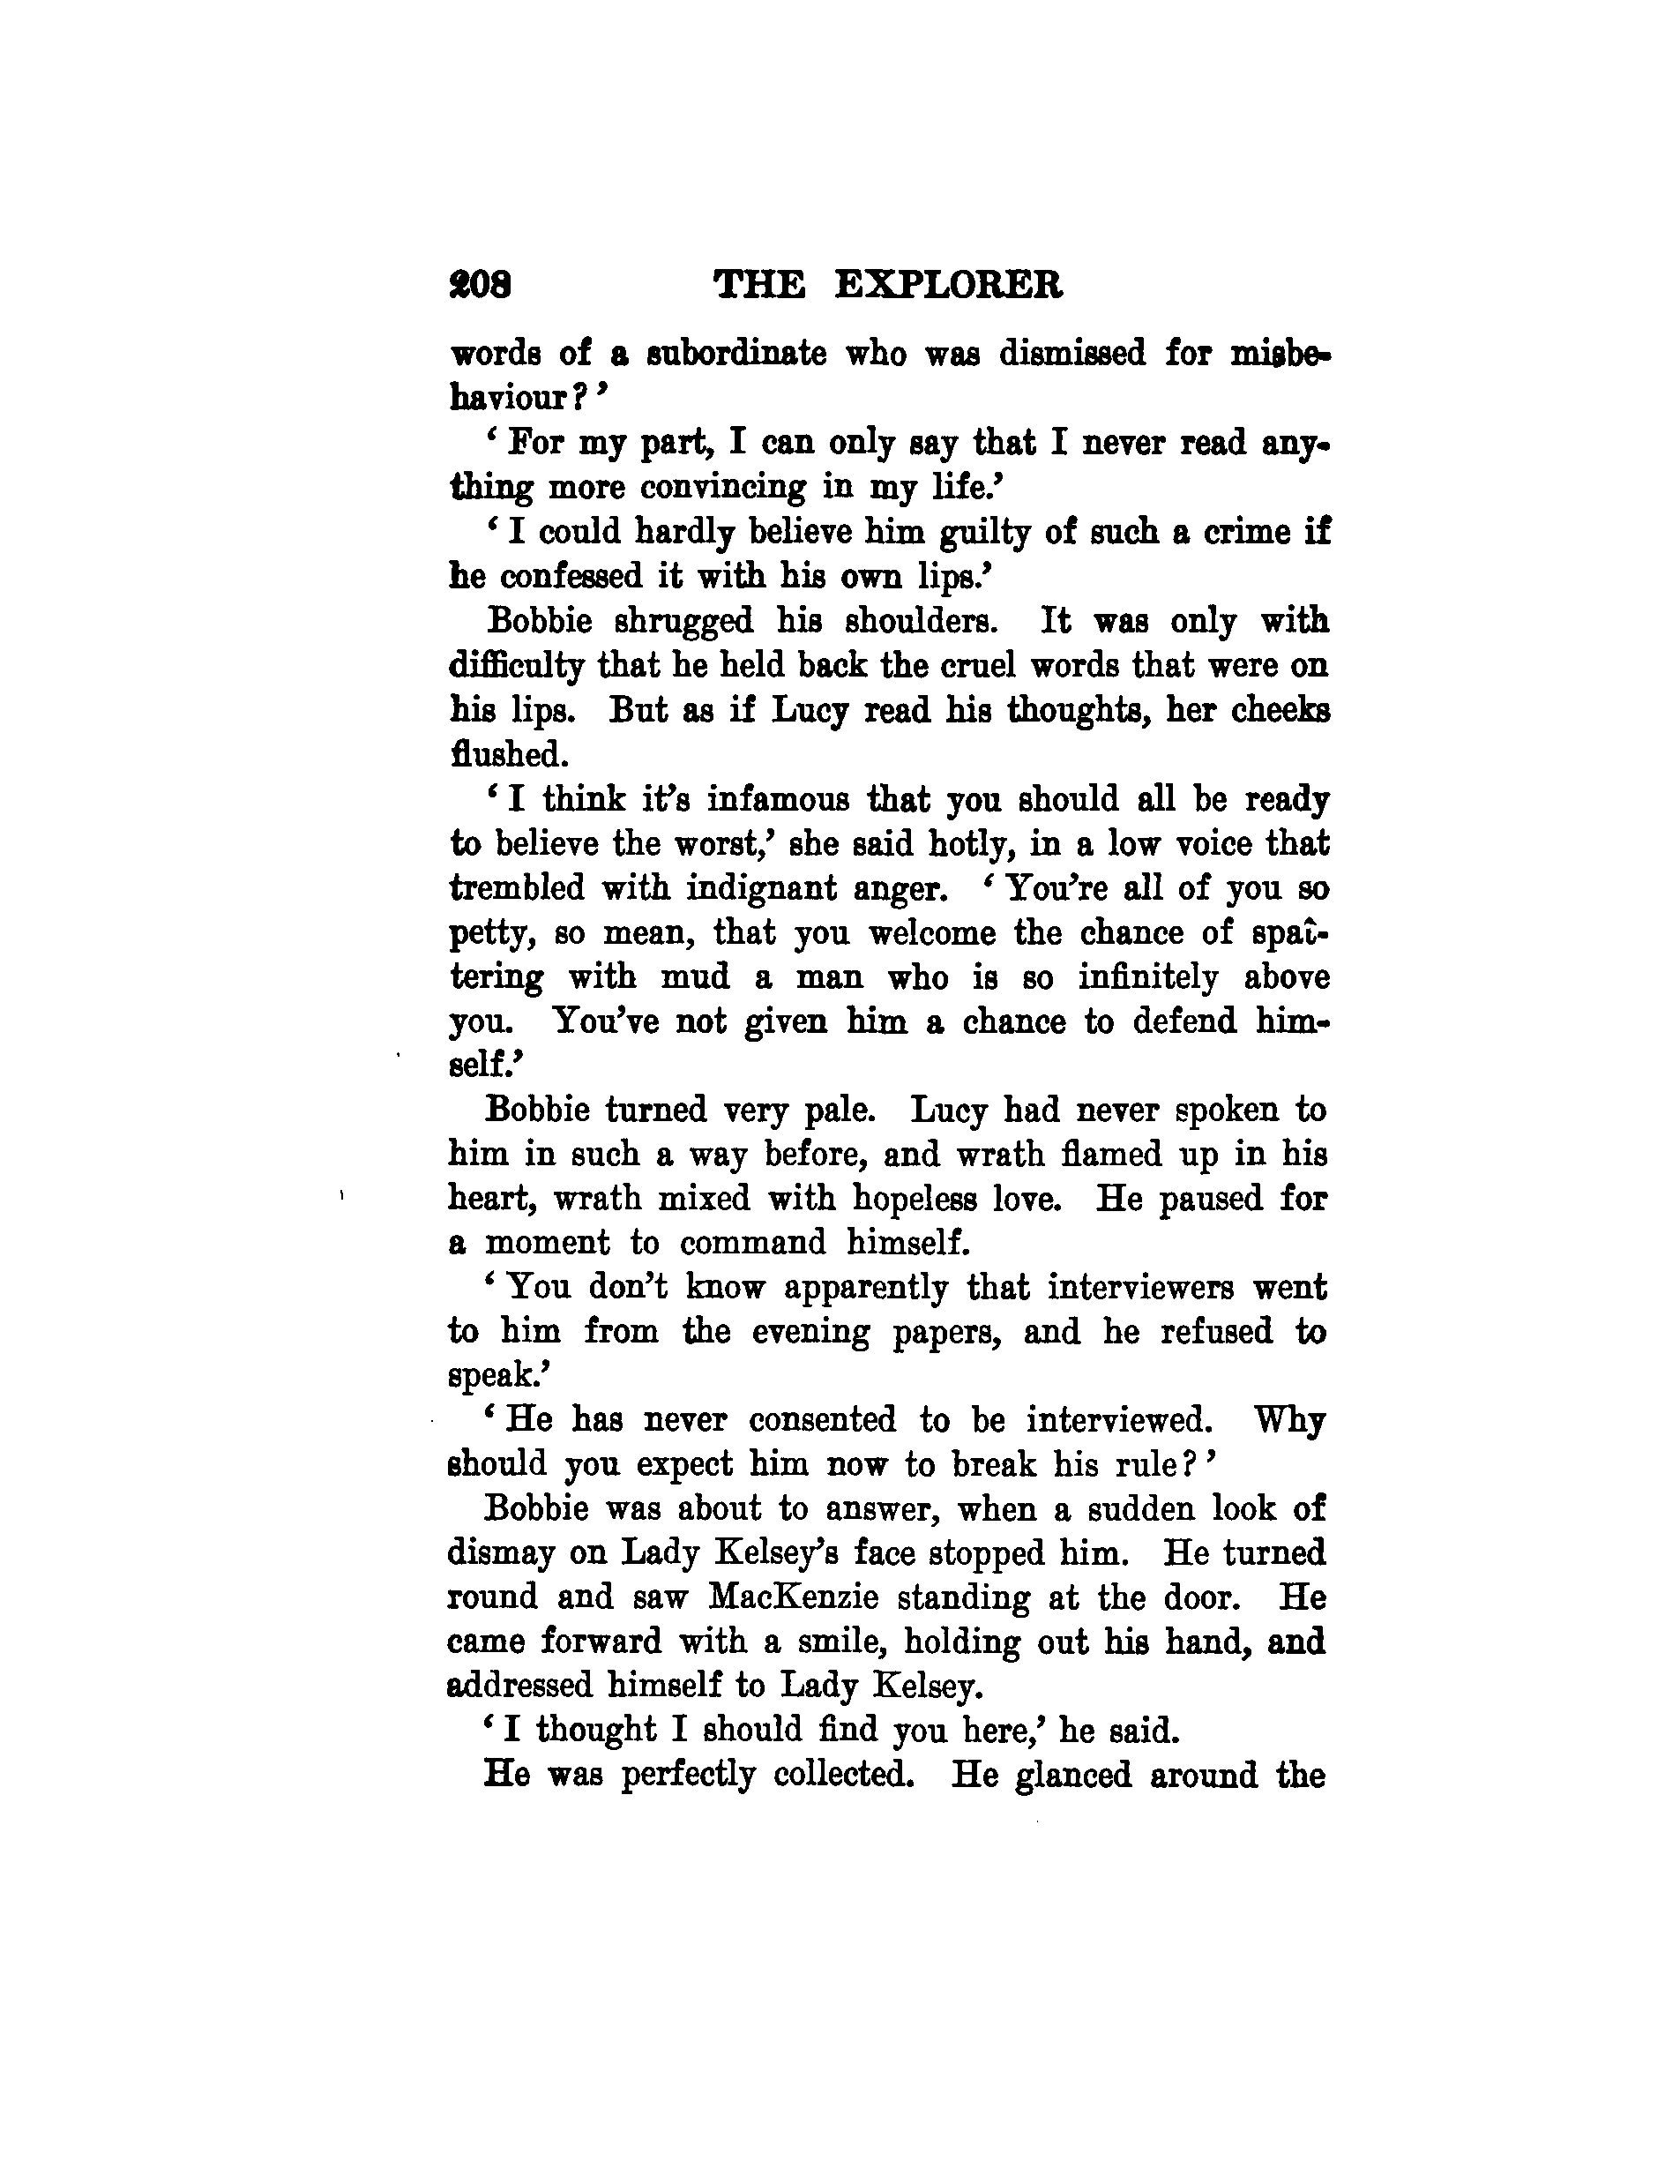 208 THE EXPLORER
words of a subordinate who was dismissed for misbe-
haviour?’
‘For my part, I can only say that I never read any-
thing more convincing in my life.’
‘I could hardly believe him guilty of such a crime if
he confessed it with his own lips.’
Bobbie shrugged his shoulders. It was only with
difficulty that he held back the cruel words that were on
his lips. But as if Lucy read his thoughts, her cheeks
flushed.
‘I think it’s infamous that you should all be ready
to believe the worst,’ she said hotly, in a low voice that
trembled with indignant anger. ‘You’re all of you so
petty, so mean, that you welcome the chance of spat-
tering with mud a man who is so infinitely above
you. You’ve not given him a chance to defend him-
self.’
Bobbie turned very pale. Lucy had never spoken to
him in such a way before, and wrath flamed up in his
heart, wrath mixed with hopeless love. He paused for
a moment to command himself.
‘You don’t know apparently that interviewers went
to him from the evening papers, and he refused to
speak.’
‘He has never consented to be interviewed. Why
should you expect him now to break his rule?’
Bobbie was about to answer, when a sudden look of
dismay on Lady Kelsey’s face stopped him. He turned
round and saw MacKenzie standing at the door. He
came forward with a smile, holding out his hand, and
addressed himself to Lady Kelsey.
‘I thought I should find you here,’ he said.
He was perfectly collected. He glanced around the